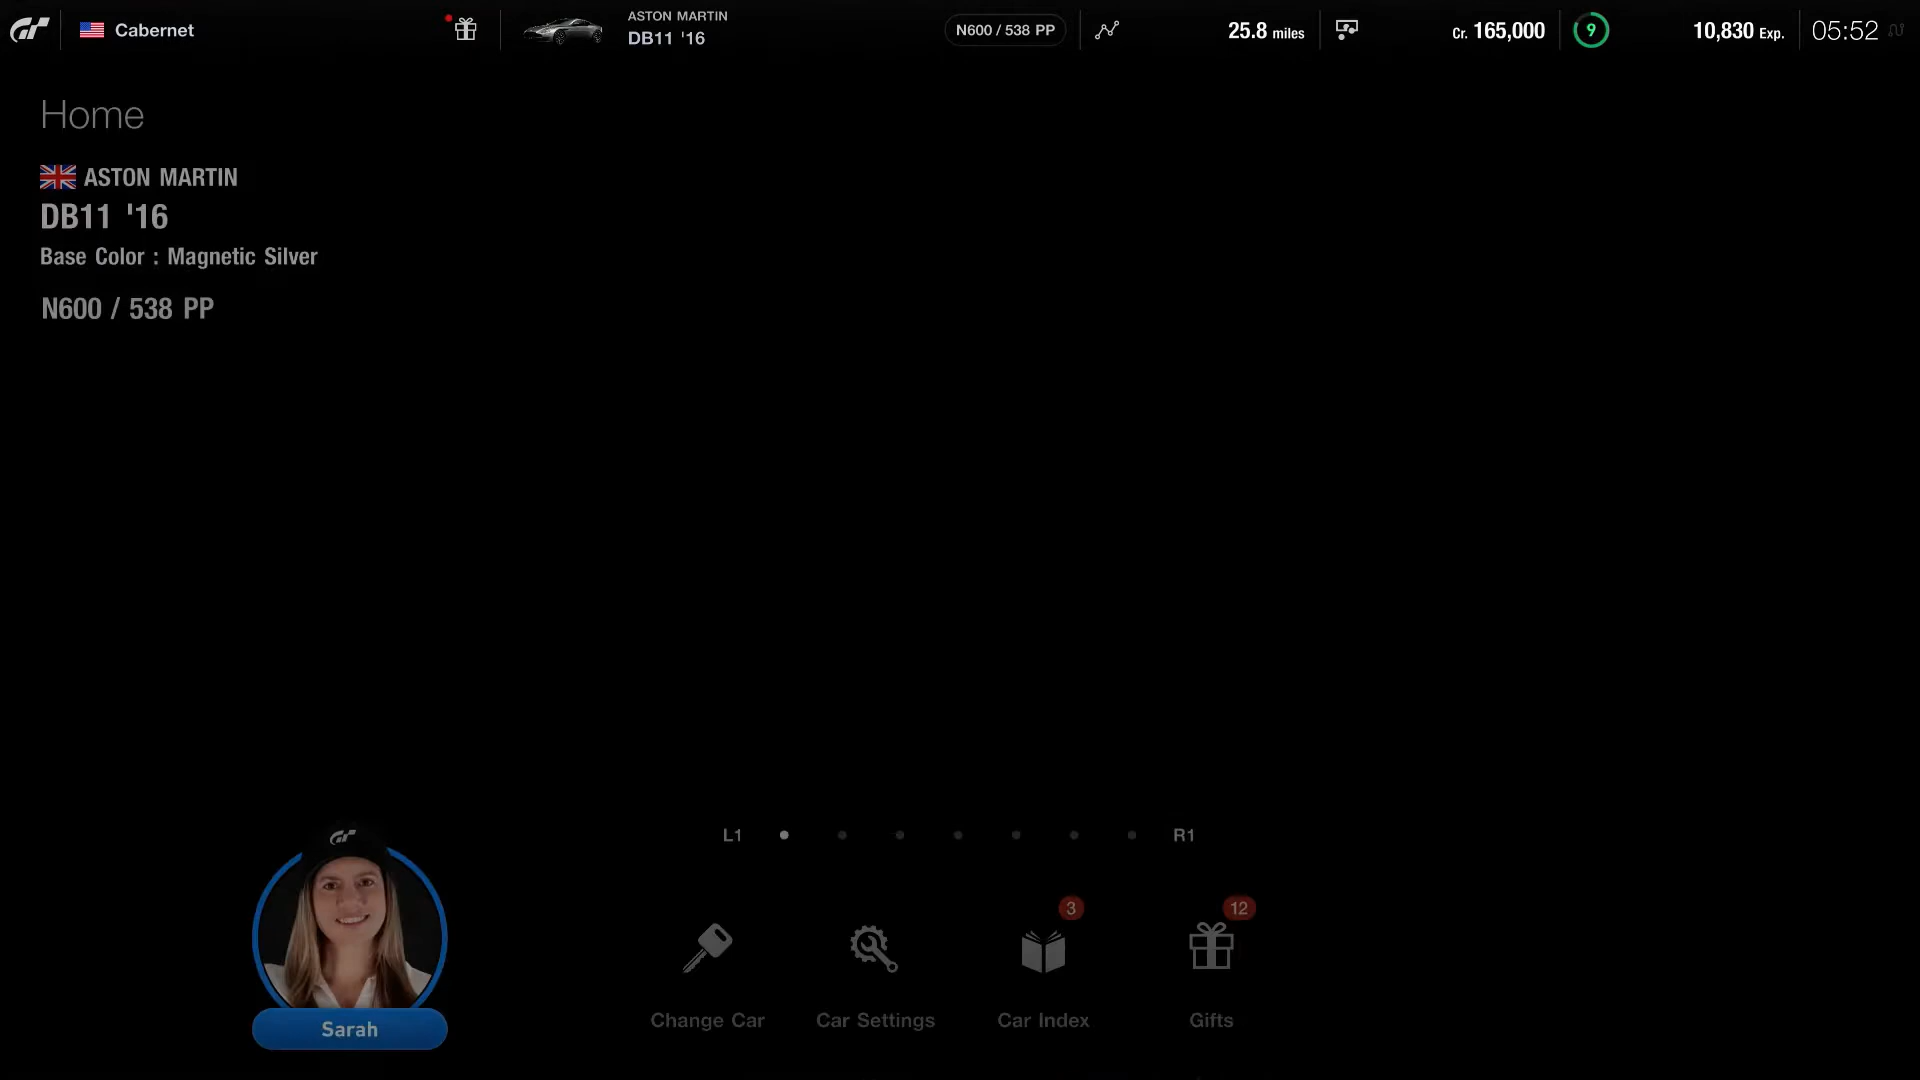 GT
Cabernet
ASTON MARTIN
DB11 '16
N600 / 538 PP
25.8 miles
Cr. 165,000
9
10,830 Exp.
05:52
Home
ASTON MARTIN
DB11 '16
Base Color : Magnetic Silver
N600 / 538 PP
L1
R1
GT
Sarah
3
12
Change Car
Car Settings
Car Index
Gifts